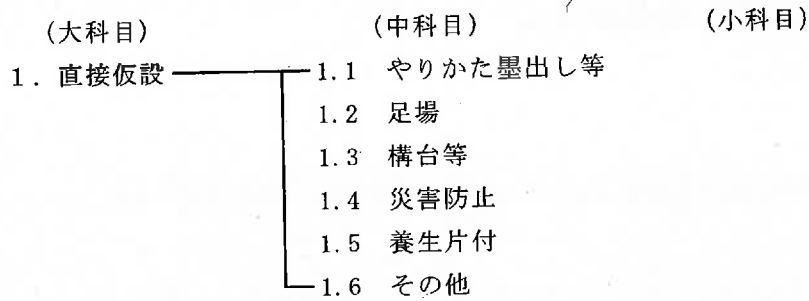 (大科目) (中科目) (小科目)
1. 直接仮設 1.1 やりかた墨出し等
1.2 足場
1.3 構台等
1.4 災害防止
1.5 養生片付
1.6 その他